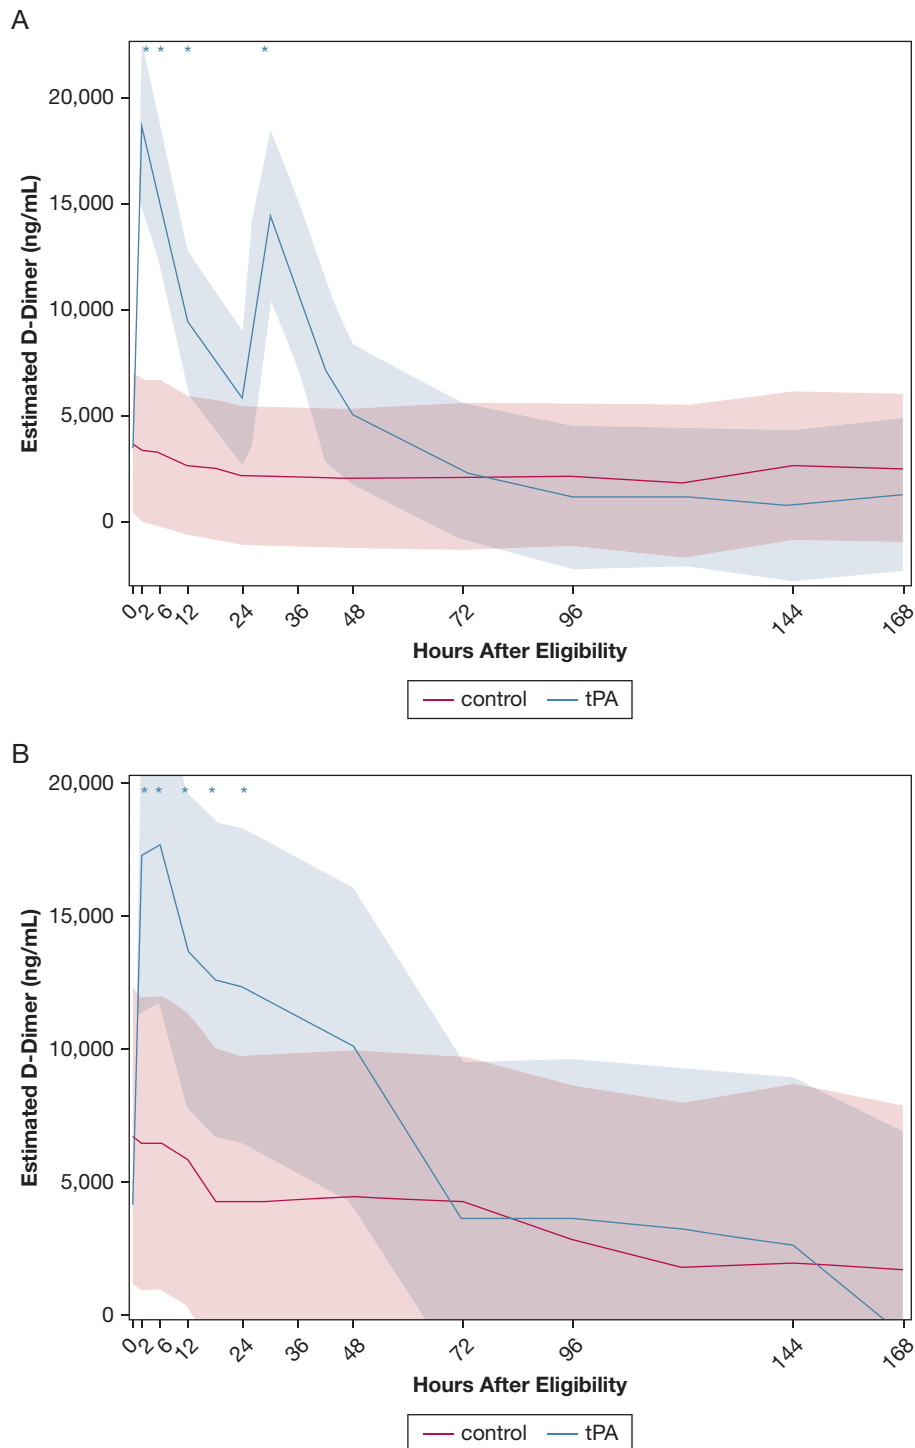 A
* * * *
20,000
15,000
10,000
5,000
0
Estimated D-Dimer (ng/mL)
0 2 6 12 24 36 48 72 96 144 168
Hours After Eligibility
control tPA
B
* * * * *
20,000
15,000
10,000
5,000
0
Estimated D-Dimer (ng/mL)
0 2 6 12 24 36 48 72 96 144 168
Hours After Eligibility
control tPA